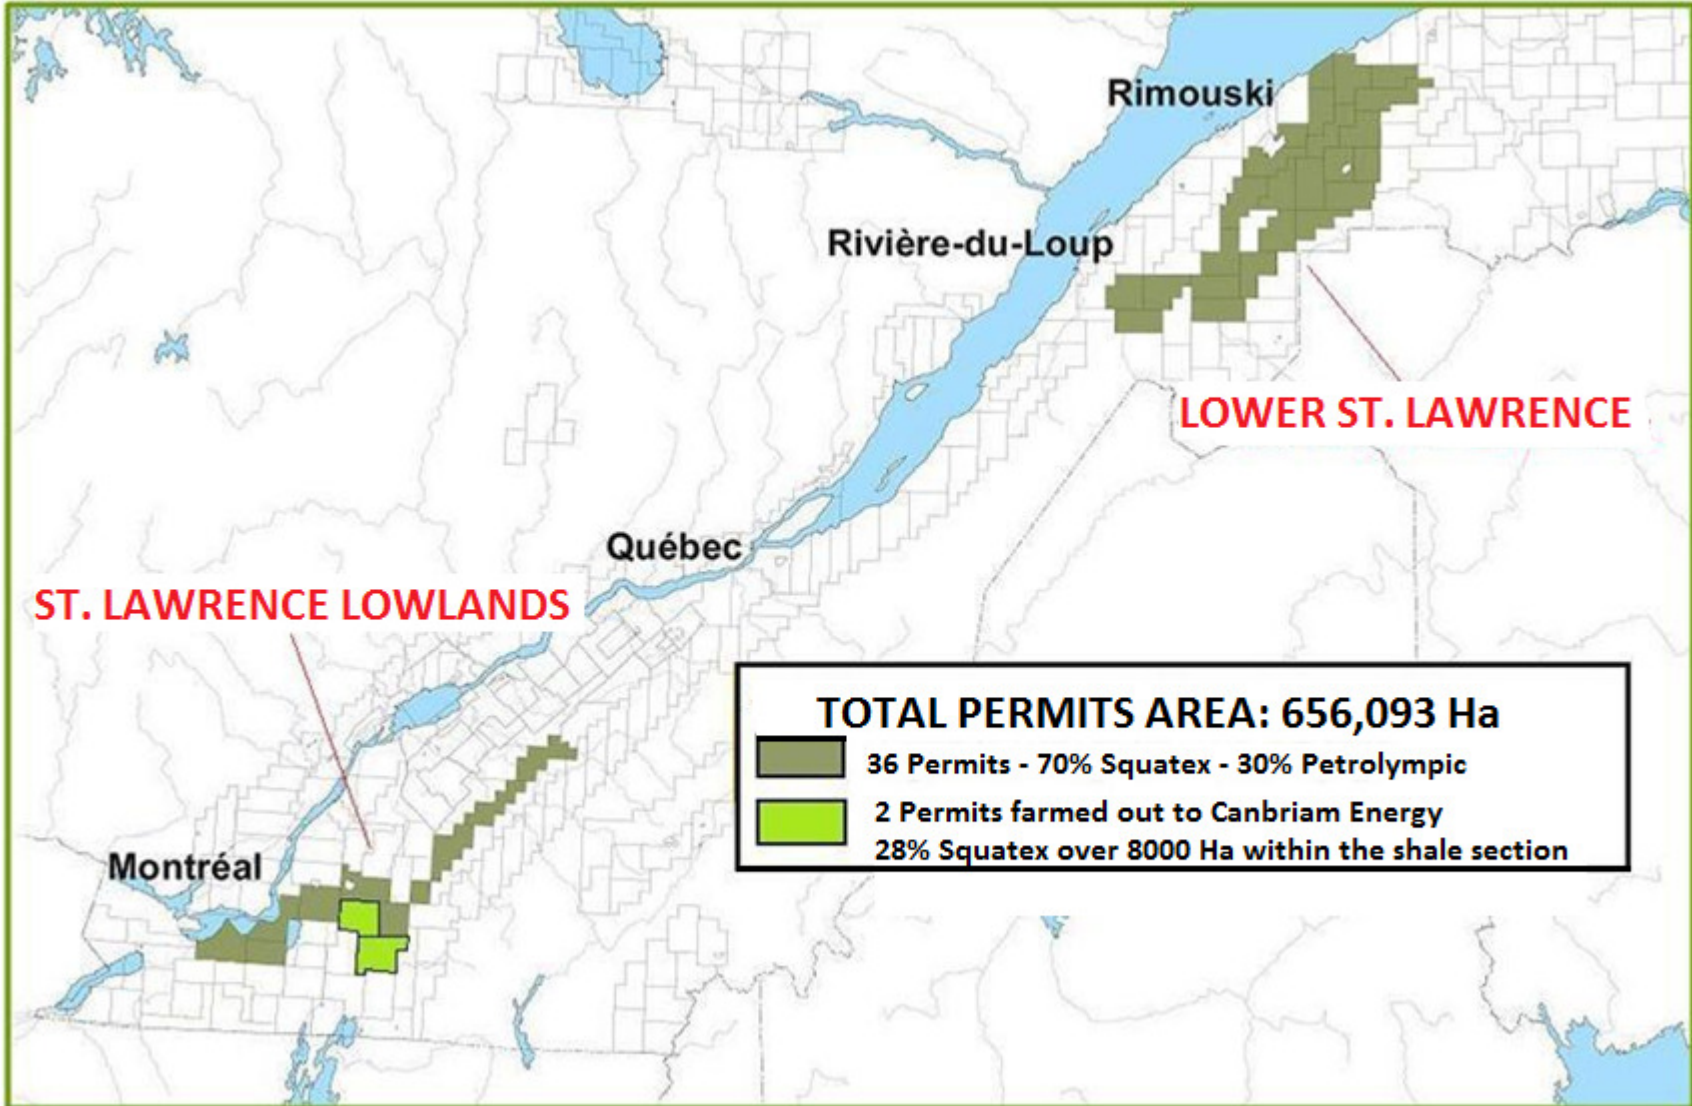 Rimouski
Rivière-du-Loup
LOWER ST. LAWRENCE
Québec
ST. LAWRENCE LOWLANDS
TOTAL PERMITS AREA: 656,093 Ha
36 Permits - 70% Squatex - 30% Petrolympic
2 Permits farmed out to Canbriam Energy
28% Squatex over 8000 Ha within the shale section
Montréal